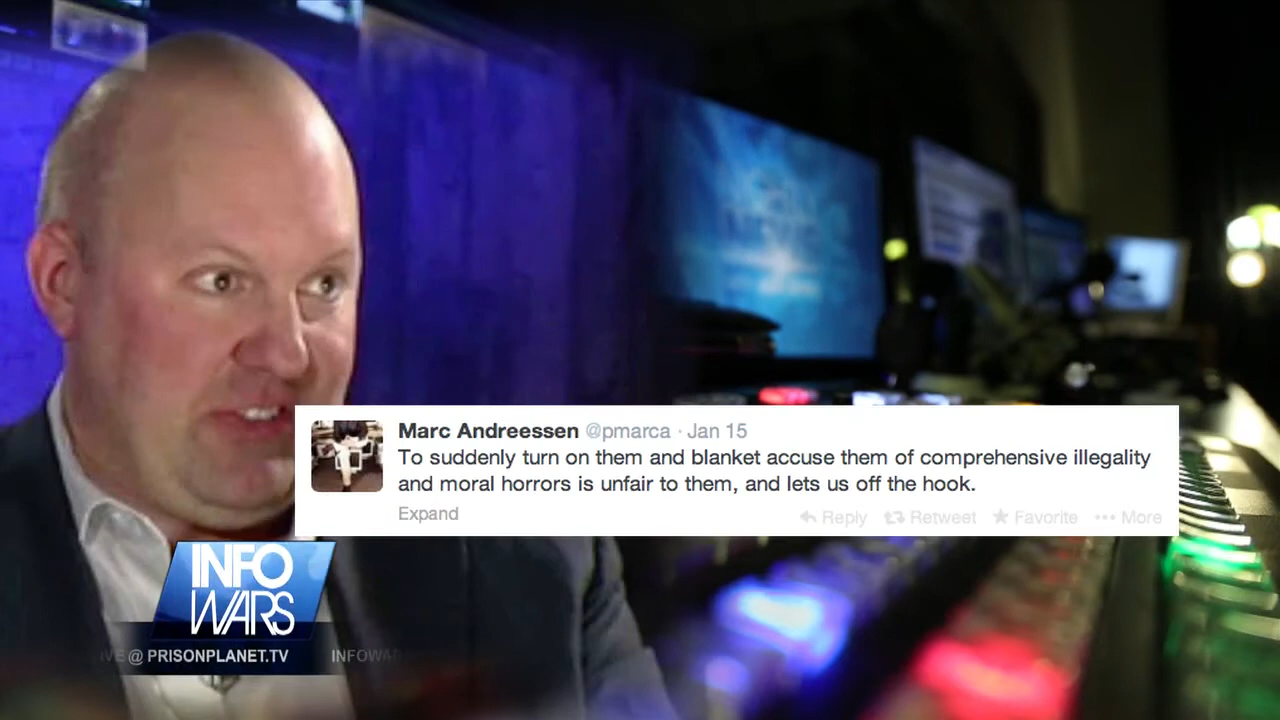 Marc Andreessen @pmarca · Jan 15
To suddenly turn on them and blanket accuse them of comprehensive illegality
and moral horrors is unfair to them, and lets us off the hook.
Expand
Reply Retweet Favorite ••• More
INFO
WARS
@ PRISONPLANET.TV